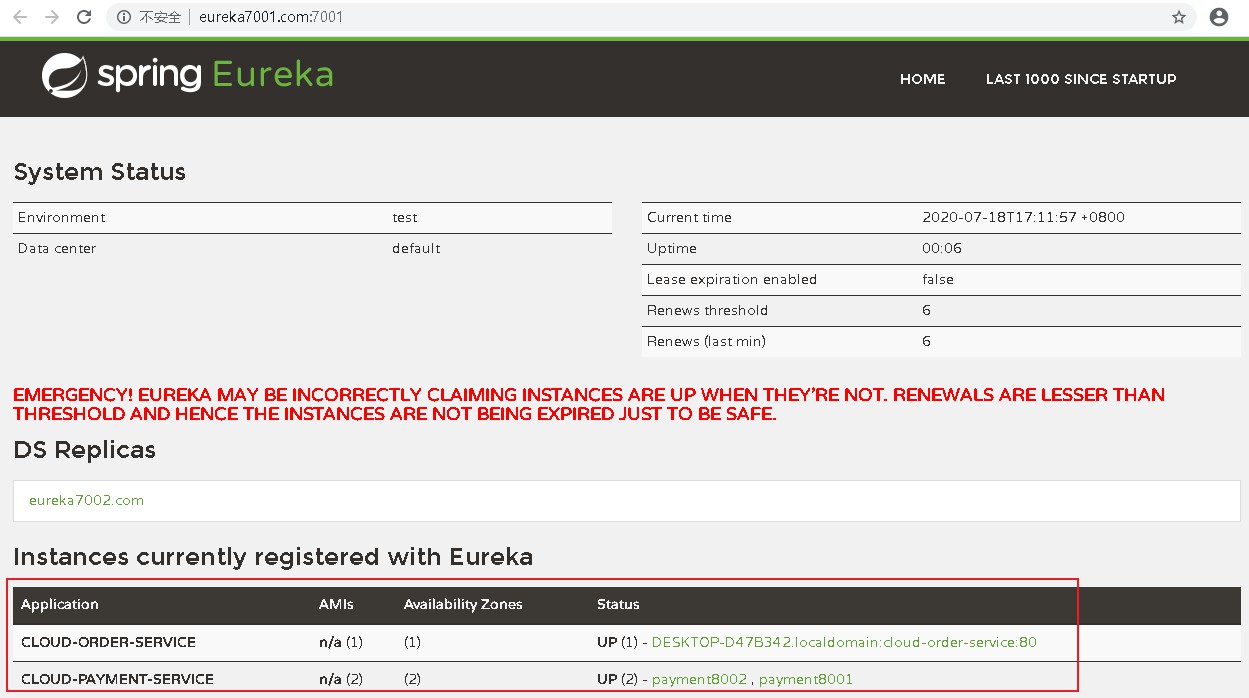 不安全 eureka7001.com:7001
spring Eureka
HOME LAST 1000 SINCE STARTUP
System Status
Environment test
Data center default
Current time 2020-07-18T17:11:57 +0800
Uptime 00:06
Lease expiration enabled false
Renews threshold 6
Renews (last min) 6
EMERGENCY! EUREKA MAY BE INCORRECTLY CLAIMING INSTANCES ARE UP WHEN THEY'RE NOT. RENEWALS ARE LESSER THAN
THRESHOLD AND HENCE THE INSTANCES ARE NOT BEING EXPIRED JUST TO BE SAFE.
DS Replicas
eureka7002.com
Instances currently registered with Eureka
Application AMIs Availability Zones Status
CLOUD-ORDER-SERVICE n/a (1) (1) UP (1) - DESKTOP-D47B342.localdomain:cloud-order-service:80
CLOUD-PAYMENT-SERVICE n/a (2) (2) UP (2) - payment8002 , payment8001